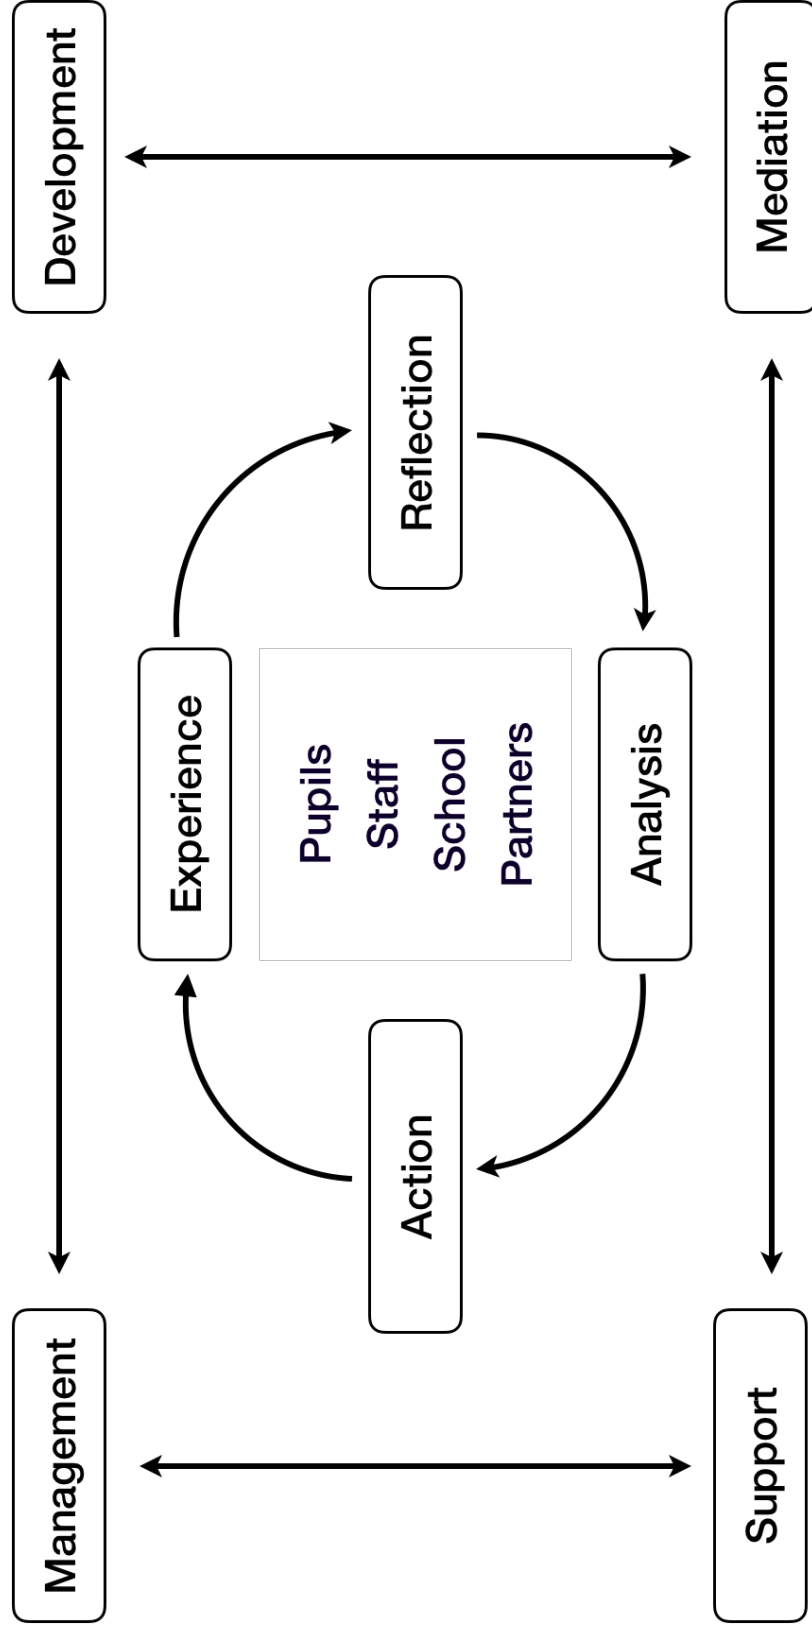 Management
Development
Experience
Action
Pupils
Staff
School
Partners
Reflection
Analysis
Support
Mediation